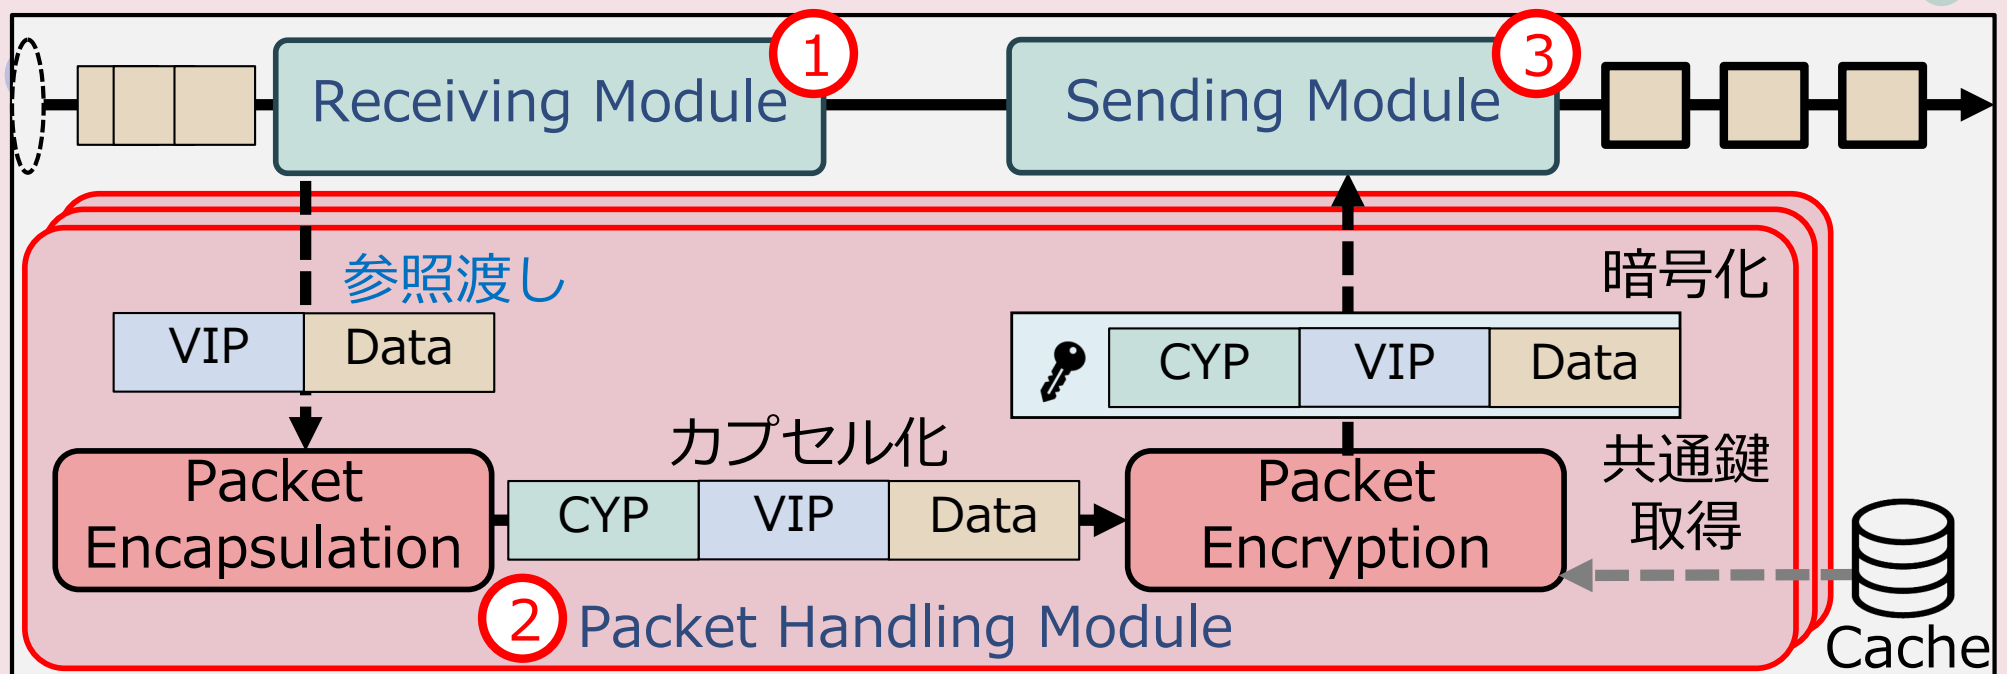 Receiving Module
1
Sending Module
3
参照渡し
暗号化
VIP
Data
CYP
VIP
Data
カプセル化
共通鍵
取得
Packet
Encapsulation
CYP
VIP
Data
Packet
Encryption
2
Packet Handling Module
Cache